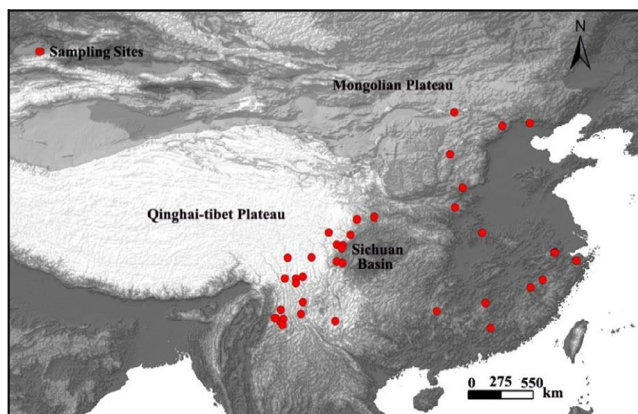 Sampling Sites
N
Mongolian Plateau
Qinghai-tibet Plateau
Sichuan
Basin
0 275 550
km